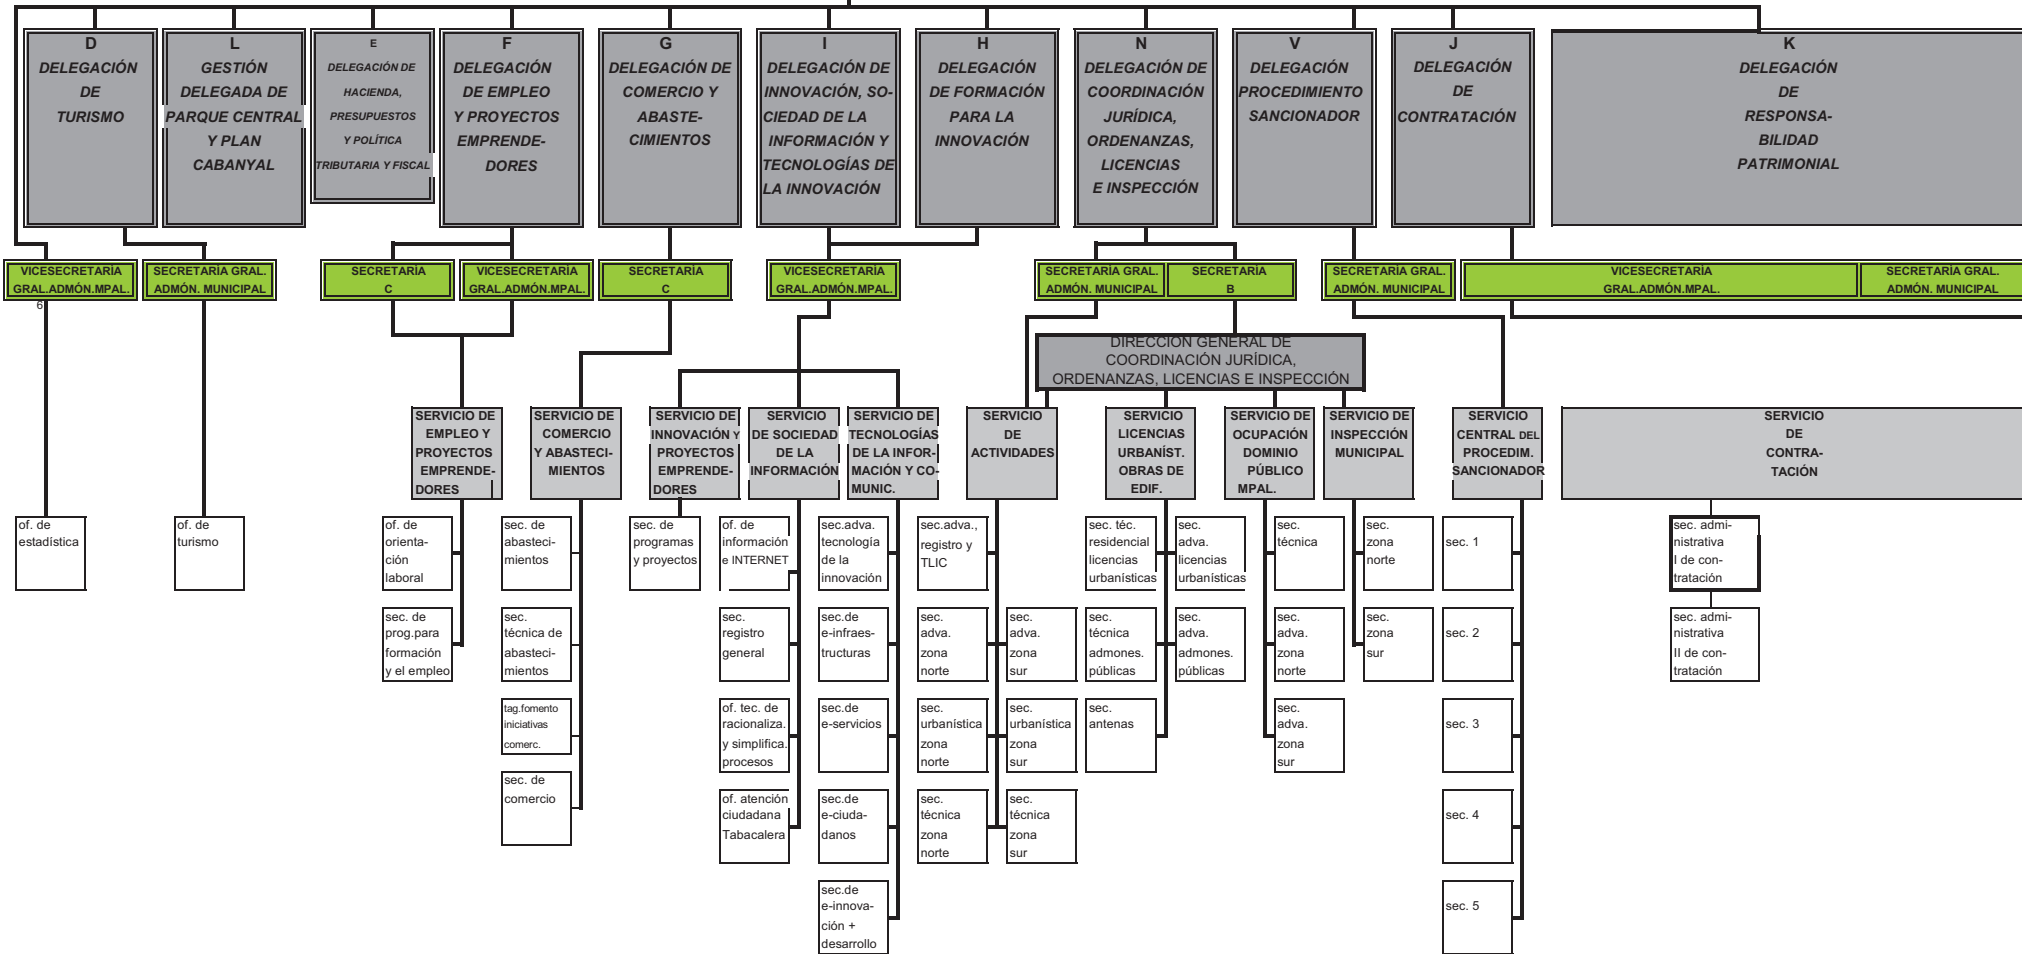 D
DELEGACIÓN
DE
TURISMO
L
GESTIÓN
DELEGADA DE
PARQUE CENTRAL
Y PLAN
CABANYAL
E
DELEGACIÓN DE
HACIENDA,
PRESUPUESTOS
Y POLÍTICA
TRIBUTARIA Y FISCAL
F
DELEGACIÓN
DE EMPLEO
Y PROYECTOS
EMPRENDE-
DORES
G
DELEGACIÓN DE
COMERCIO Y
ABASTE-
CIMIENTOS
I
DELEGACIÓN DE
INNOVACIÓN, SO-
CIEDAD DE LA
INFORMACIÓN Y
TECNOLOGÍAS DE
LA INNOVACIÓN
H
DELEGACIÓN
DE FORMACIÓN
PARA LA
INNOVACIÓN
N
DELEGACIÓN DE
COORDINACIÓN
JURÍDICA,
ORDENANZAS,
LICENCIAS
E INSPECCIÓN
V
DELEGACIÓN
PROCEDIMIENTO
SANCIONADOR
J
DELEGACIÓN
DE
CONTRATACIÓN
K
DELEGACIÓN
DE
RESPONSA-
BILIDAD
PATRIMONIAL
VICESECRETARÍA
GRAL.ADMÓN.MPAL.
6
SECRETARÍA GRAL.
ADMÓN. MUNICIPAL
SECRETARÍA
C
VICESECRETARÍA
GRAL.ADMÓN.MPAL.
SECRETARÍA
C
VICESECRETARÍA
GRAL.ADMÓN.MPAL.
SECRETARÍA GRAL.
ADMÓN. MUNICIPAL
SECRETARÍA
B
SECRETARÍA GRAL.
ADMÓN. MUNICIPAL
VICESECRETARÍA
GRAL.ADMÓN.MPAL.
SECRETARÍA GRAL.
ADMÓN. MUNICIPAL
DIRECCIÓN GENERAL DE
COORDINACIÓN JURÍDICA,
ORDENANZAS, LICENCIAS E INSPECCIÓN
SERVICIO DE
EMPLEO Y
PROYECTOS
EMPRENDE-
DORES
SERVICIO DE
COMERCIO
Y ABASTECI-
MIENTOS
SERVICIO DE
INNOVACIÓN Y
PROYECTOS
EMPRENDE-
DORES
SERVICIO
DE SOCIEDAD
DE LA
INFORMACIÓN
SERVICIO DE
TECNOLOGÍAS
DE LA INFOR-
MACIÓN Y CO-
MUNIC.
SERVICIO
DE
ACTIVIDADES
SERVICIO
LICENCIAS
URBANÍST.
OBRAS DE
EDIF.
SERVICIO DE
OCUPACIÓN
DOMINIO
PÚBLICO
MPAL.
SERVICIO DE
INSPECCIÓN
MUNICIPAL
SERVICIO
CENTRAL DEL
PROCEDIM.
SANCIONADOR
SERVICIO
DE
CONTRA-
TACIÓN
of. de
estadística
of. de
turismo
of. de
orienta-
ción
laboral
sec. de
prog.para
formación
y el empleo
sec. de
abasteci-
mientos
sec.
técnica de
abasteci-
mientos
tag.fomento
iniciativas
comerc.
sec. de
comercio
sec. de
programas
y proyectos
of. de
información
e INTERNET
sec.
registro
general
of. tec. de
racionaliza.
y simplifica.
procesos
of. atención
ciudadana
Tabacalera
sec.adva.
tecnología
de la
innovación
sec.de
e-infraes-
tructuras
sec.de
e-servicios
sec.de
e-ciuda-
danos
sec.de
e-innova-
ción +
desarrollo
sec.adva.,
registro y
TLIC
sec.
adva.
zona
norte
sec.
adva.
zona
sur
sec.
urbanística
zona
norte
sec.
urbanística
zona
sur
sec.
técnica
zona
norte
sec.
técnica
zona
sur
sec. téc.
residencial
licencias
urbanísticas
sec.
adva.
licencias
urbanísticas
sec.
técnica
admones.
públicas
sec.
adva.
admones.
públicas
sec.
antenas
sec.
técnica
sec.
adva.
zona
norte
sec.
adva.
zona
sur
sec.
zona
norte
sec.
zona
sur
sec. 1
sec. 2
sec. 3
sec. 4
sec. 5
sec. admi-
nistrativa
I de con-
tratación
sec. admi-
nistrativa
II de con-
tratación